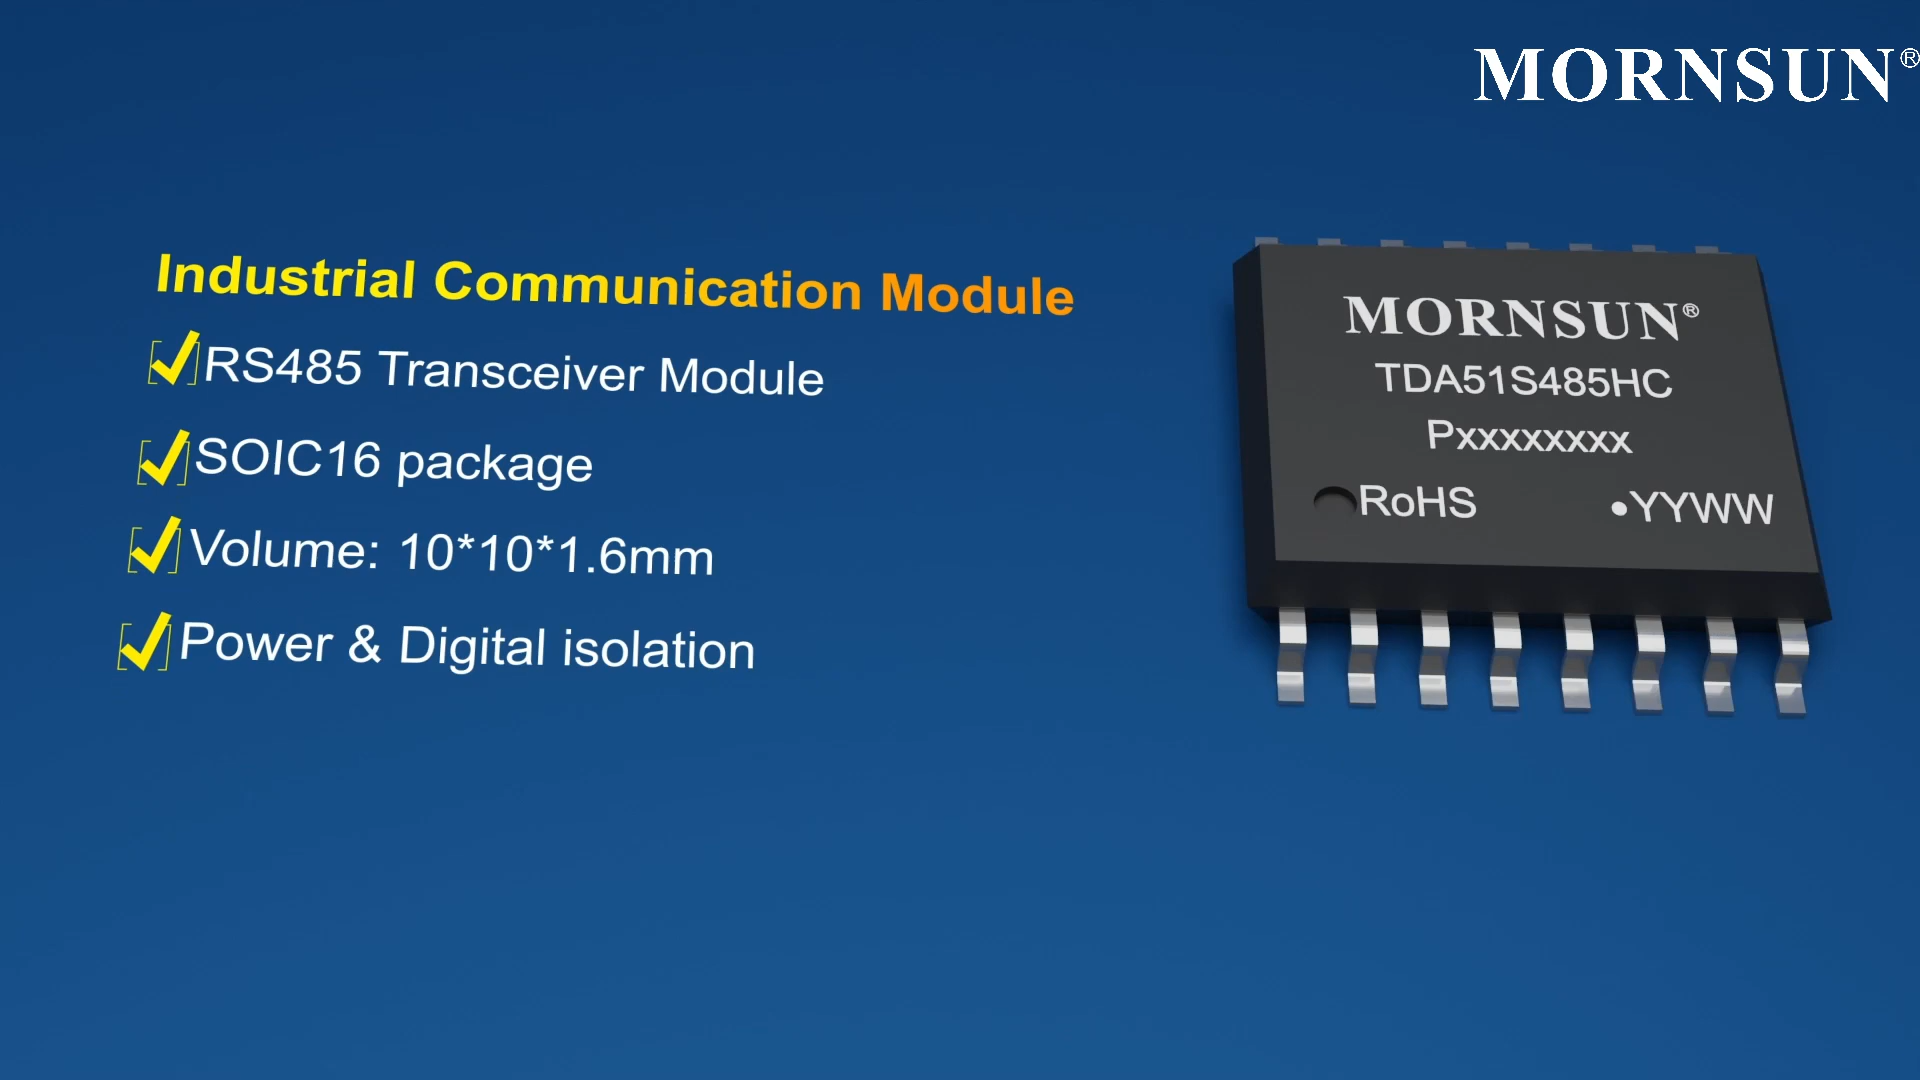 MORNSUN®
Industrial Communication Module
RS485 Transceiver Module
SOIC16 package
Volume: 10*10*1.6mm
Power & Digital isolation
MORNSUN®
TDA51S485HC
Pxxxxxxxx
RoHS
•YYWW